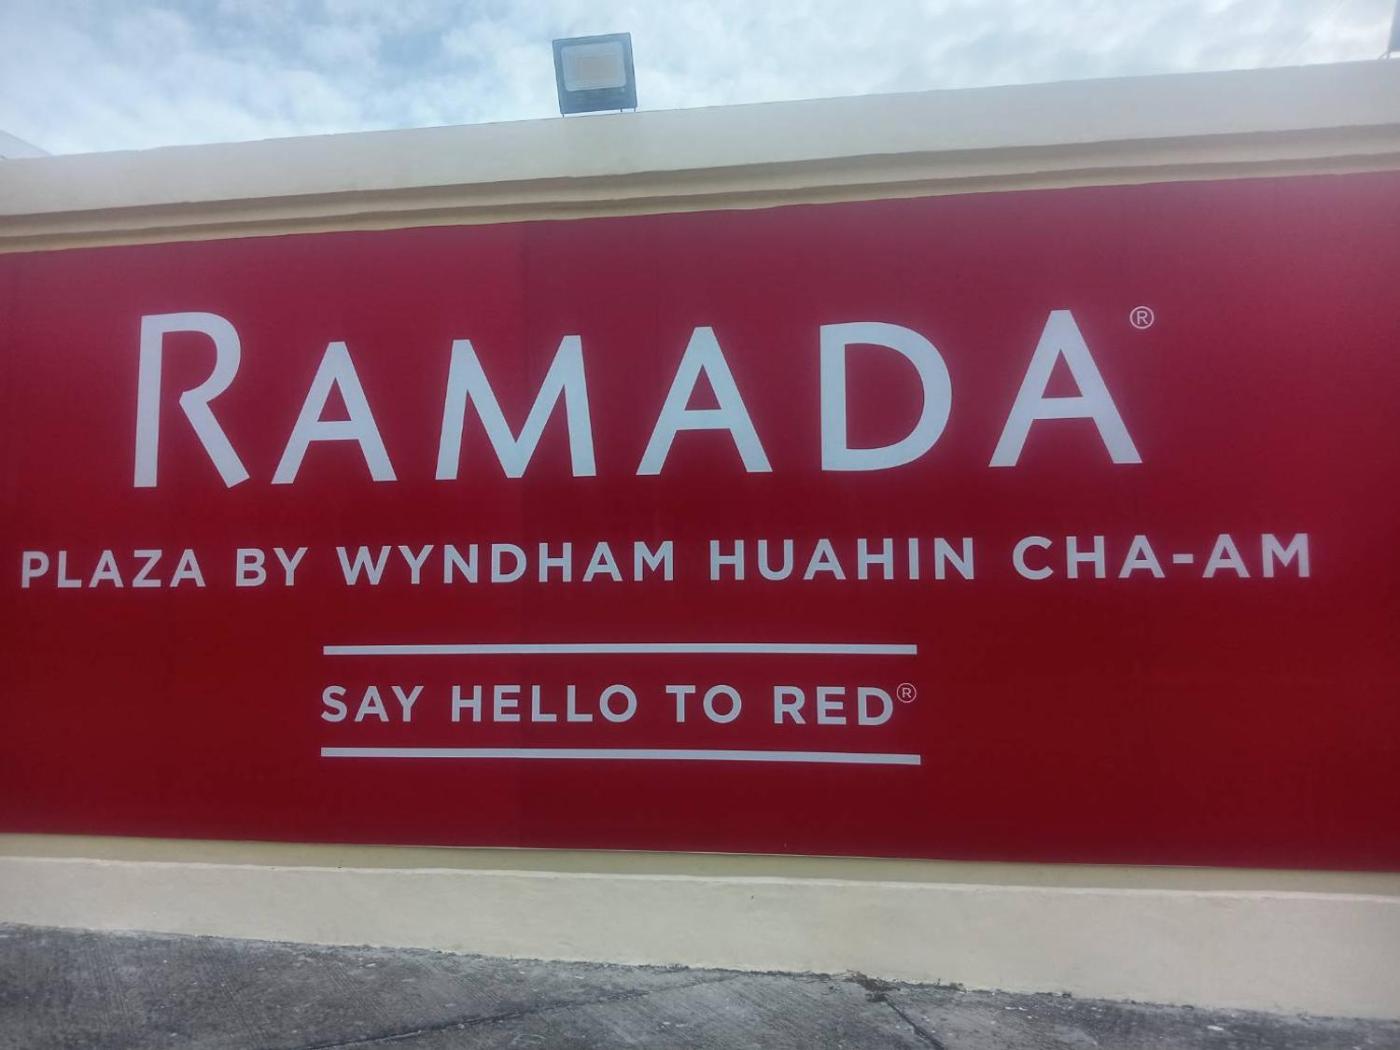 RAMADA®
PLAZA BY WYNDHAM HUAHIN CHA-AM
SAY HELLO TO RED®